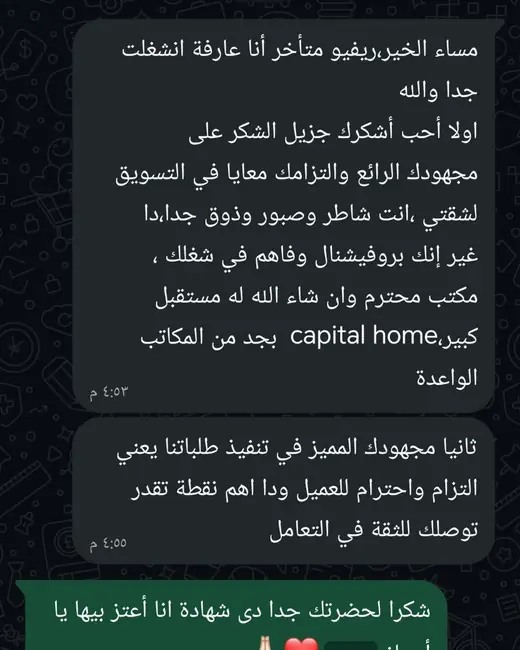 مساء الخير،ريفيو متأخر أنا عارفة انشغلت
جدا والله
اولا أحب أشكرك جزيل الشكر على
مجهودك الرائع والتزامك معايا في التسويق
لشقتي ،انت شاطر وصبور وذوق جدا،دا
غير إنك بروفيشنال وفاهم في شغلك ،
مكتب محترم وان شاء الله له مستقبل
كبير،capital home بجد من المكاتب
الواعدة
٤:٥٣ م
ثانيا مجهودك المميز في تنفيذ طلباتنا يعني
التزام واحترام للعميل ودا اهم نقطة تقدر
توصلك للثقة في التعامل
٤:٥٥ م
شكرا لحضرتك جدا دى شهادة انا أعتز بيها يا